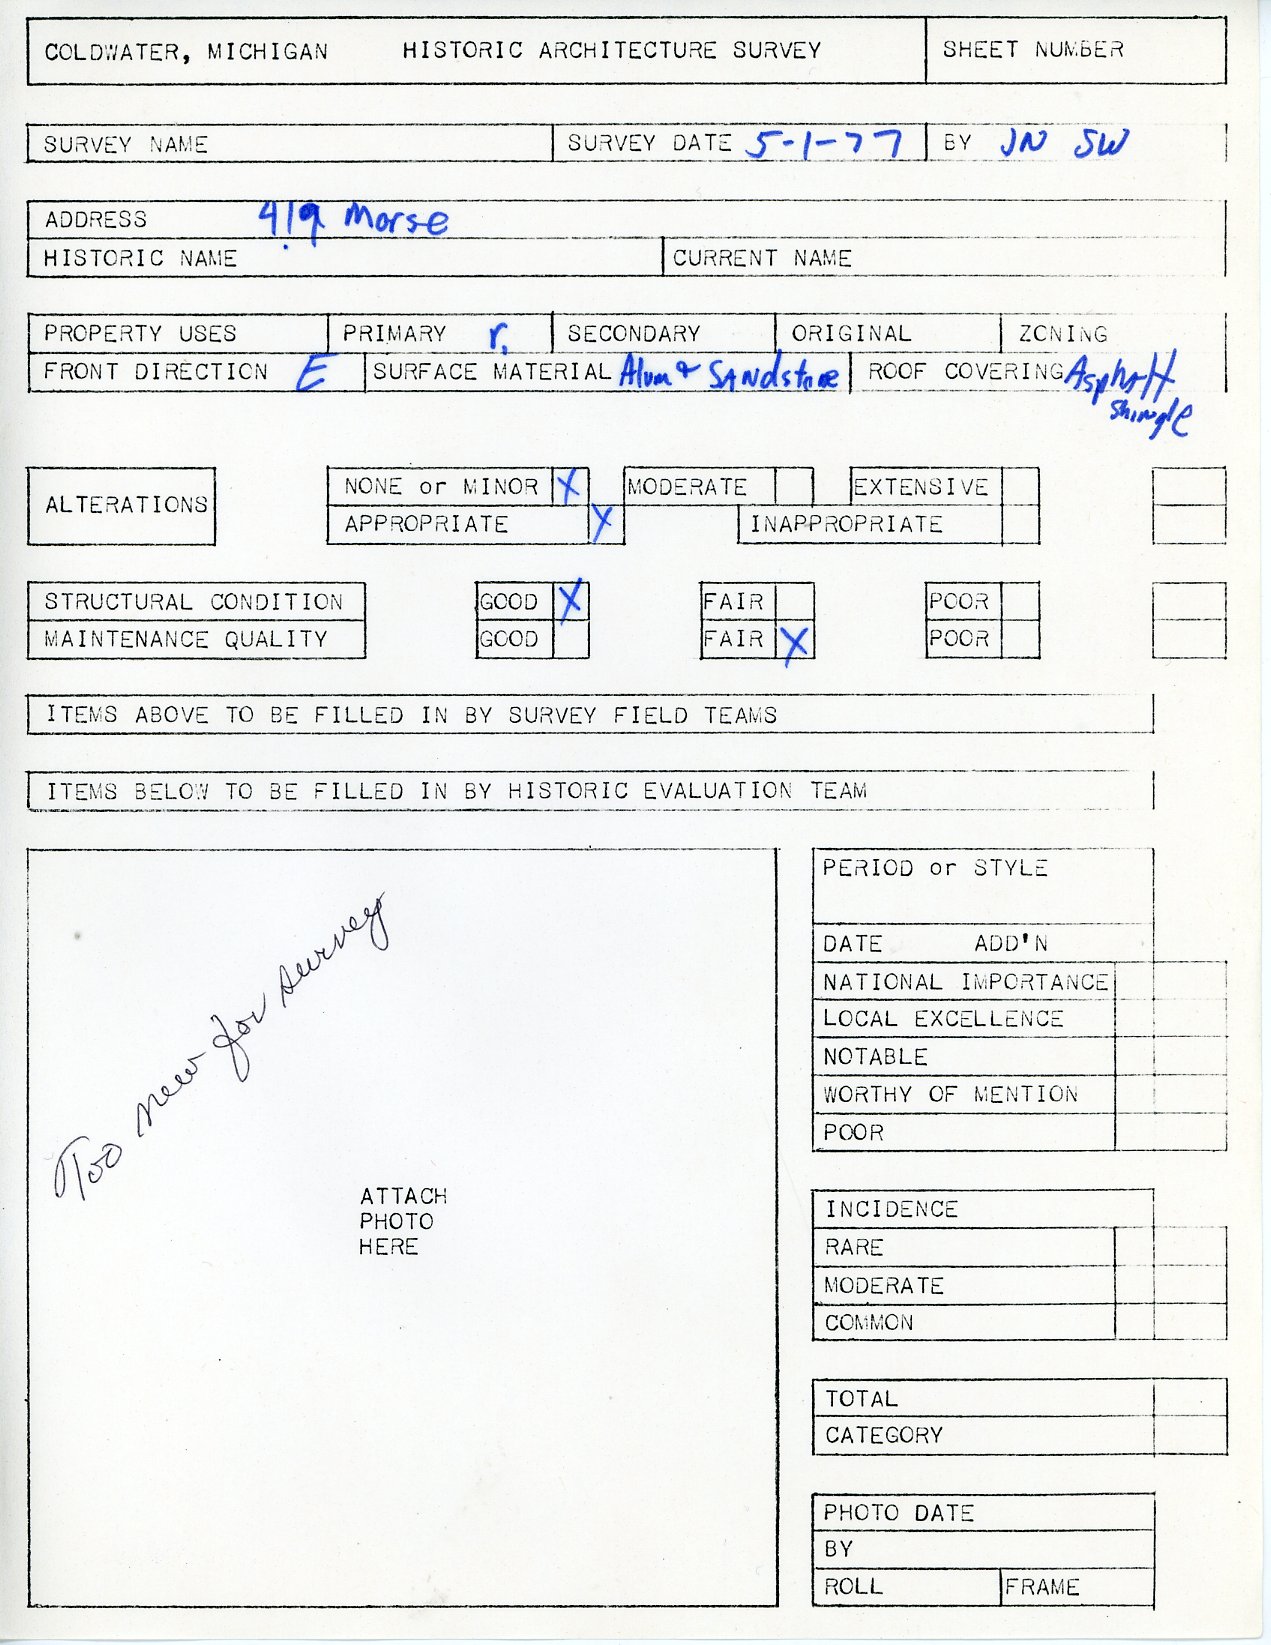 COLDWATER, MICHIGAN HISTORIC ARCHITECTURE SURVEY SHEET NUMBER
SURVEY NAME SURVEY DATE 5-1-77 BY JN SW
ADDRESS 419 Morse
HISTORIC NAME CURRENT NAME
PROPERTY USES PRIMARY r. SECONDARY ORIGINAL ZONING
FRONT DIRECTION E SURFACE MATERIAL Alum & SANdstone ROOF COVERING Asphalt
Shingle
ALTERATIONS NONE or MINOR X MODERATE EXTENSIVE
APPROPRIATE X INAPPROPRIATE
STRUCTURAL CONDITION GOOD X FAIR POOR
MAINTENANCE QUALITY GOOD FAIR X POOR
ITEMS ABOVE TO BE FILLED IN BY SURVEY FIELD TEAMS
ITEMS BELOW TO BE FILLED IN BY HISTORIC EVALUATION TEAM
Too new for survey
ATTACH
PHOTO
HERE
PERIOD or STYLE
DATE ADD'N
NATIONAL IMPORTANCE
LOCAL EXCELLENCE
NOTABLE
WORTHY OF MENTION
POOR
INCIDENCE
RARE
MODERATE
COMMON
TOTAL
CATEGORY
PHOTO DATE
BY
ROLL FRAME